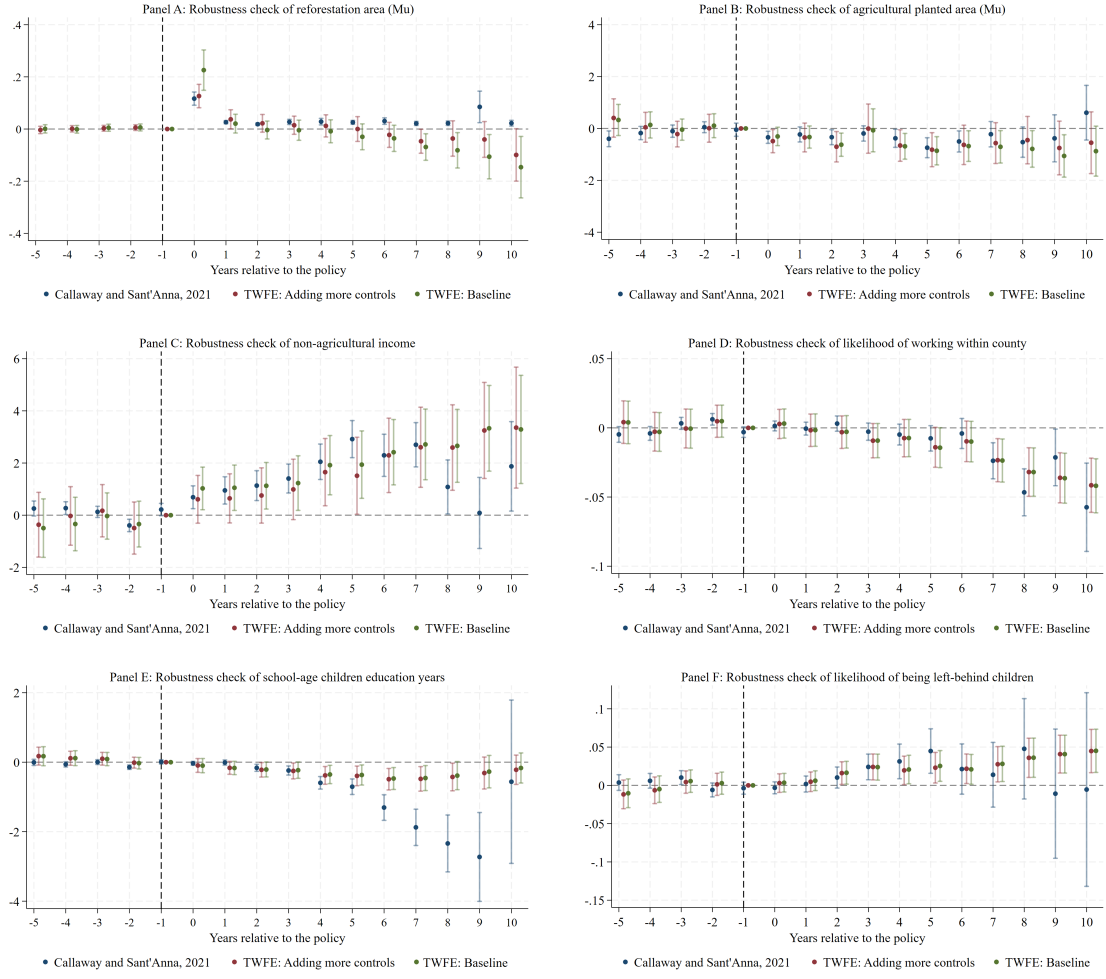 Panel A: Robustness check of reforestation area (Mu)
.4
.2
0
-.2
-.4
-5 -4 -3 -2 -1 0 1 2 3 4 5 6 7 8 9 10
Years relative to the policy
Callaway and Sant'Anna, 2021 TWFE: Adding more controls TWFE: Baseline
Panel B: Robustness check of agricultural planted area (Mu)
4
2
0
-2
-4
-5 -4 -3 -2 -1 0 1 2 3 4 5 6 7 8 9 10
Years relative to the policy
Callaway and Sant'Anna, 2021 TWFE: Adding more controls TWFE: Baseline
Panel C: Robustness check of non-agricultural income
6
4
2
0
-2
-5 -4 -3 -2 -1 0 1 2 3 4 5 6 7 8 9 10
Years relative to the policy
Callaway and Sant'Anna, 2021 TWFE: Adding more controls TWFE: Baseline
Panel D: Robustness check of likelihood of working within county
.05
0
-.05
-.1
-5 -4 -3 -2 -1 0 1 2 3 4 5 6 7 8 9 10
Years relative to the policy
Callaway and Sant'Anna, 2021 TWFE: Adding more controls TWFE: Baseline
Panel E: Robustness check of school-age children education years
2
0
-2
-4
-5 -4 -3 -2 -1 0 1 2 3 4 5 6 7 8 9 10
Years relative to the policy
Callaway and Sant'Anna, 2021 TWFE: Adding more controls TWFE: Baseline
Panel F: Robustness check of likelihood of being left-behind children
.1
.05
0
-.05
-.1
-.15
-5 -4 -3 -2 -1 0 1 2 3 4 5 6 7 8 9 10
Years relative to the policy
Callaway and Sant'Anna, 2021 TWFE: Adding more controls TWFE: Baseline